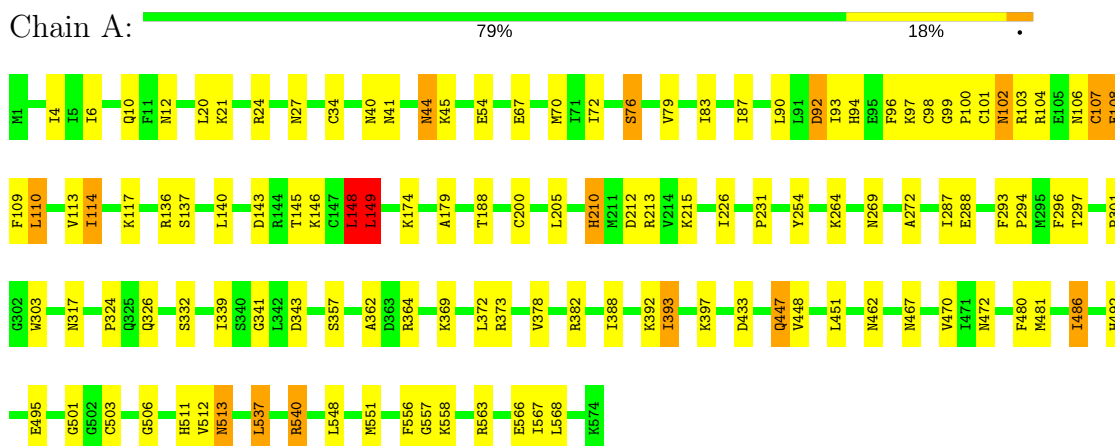 Chain A: 79% 18% •
M1 I4 I5 I6 Q10 F11 N12 L20 K21 R24 N27 C34 N40 N41 N44 K45 E54 E67 M70 I71 I72 S76 V79 I83 I87 L90 L91 D92 I93 H94 E95 F96 K97 C98 G99 P100 C101 N102 R103 R104 E105 N106 C107
F109 L110 V113 I114 K117 R136 S137 L140 D143 R144 T145 K146 C147 L148 L149 K174 A179 T188 C200 L205 H210 M211 D212 R213 V214 K215 I226 P231 Y254 K264 N269 A272 I287 E288 F293 P294 M295 F296 T297
G302 W303 N317 P324 Q325 Q326 S332 I339 S340 G341 L342 D343 S357 A362 D363 R364 K369 L372 R373 V378 R382 I388 K392 I393 K397 D433 Q447 V448 L451 N462 N467 V470 I471 N472 F480 M481 I486
E495 G501 G502 C503 G506 H511 V512 N513 L537 R540 L548 M551 F556 G557 K558 R563 E566 I567 L568 K574